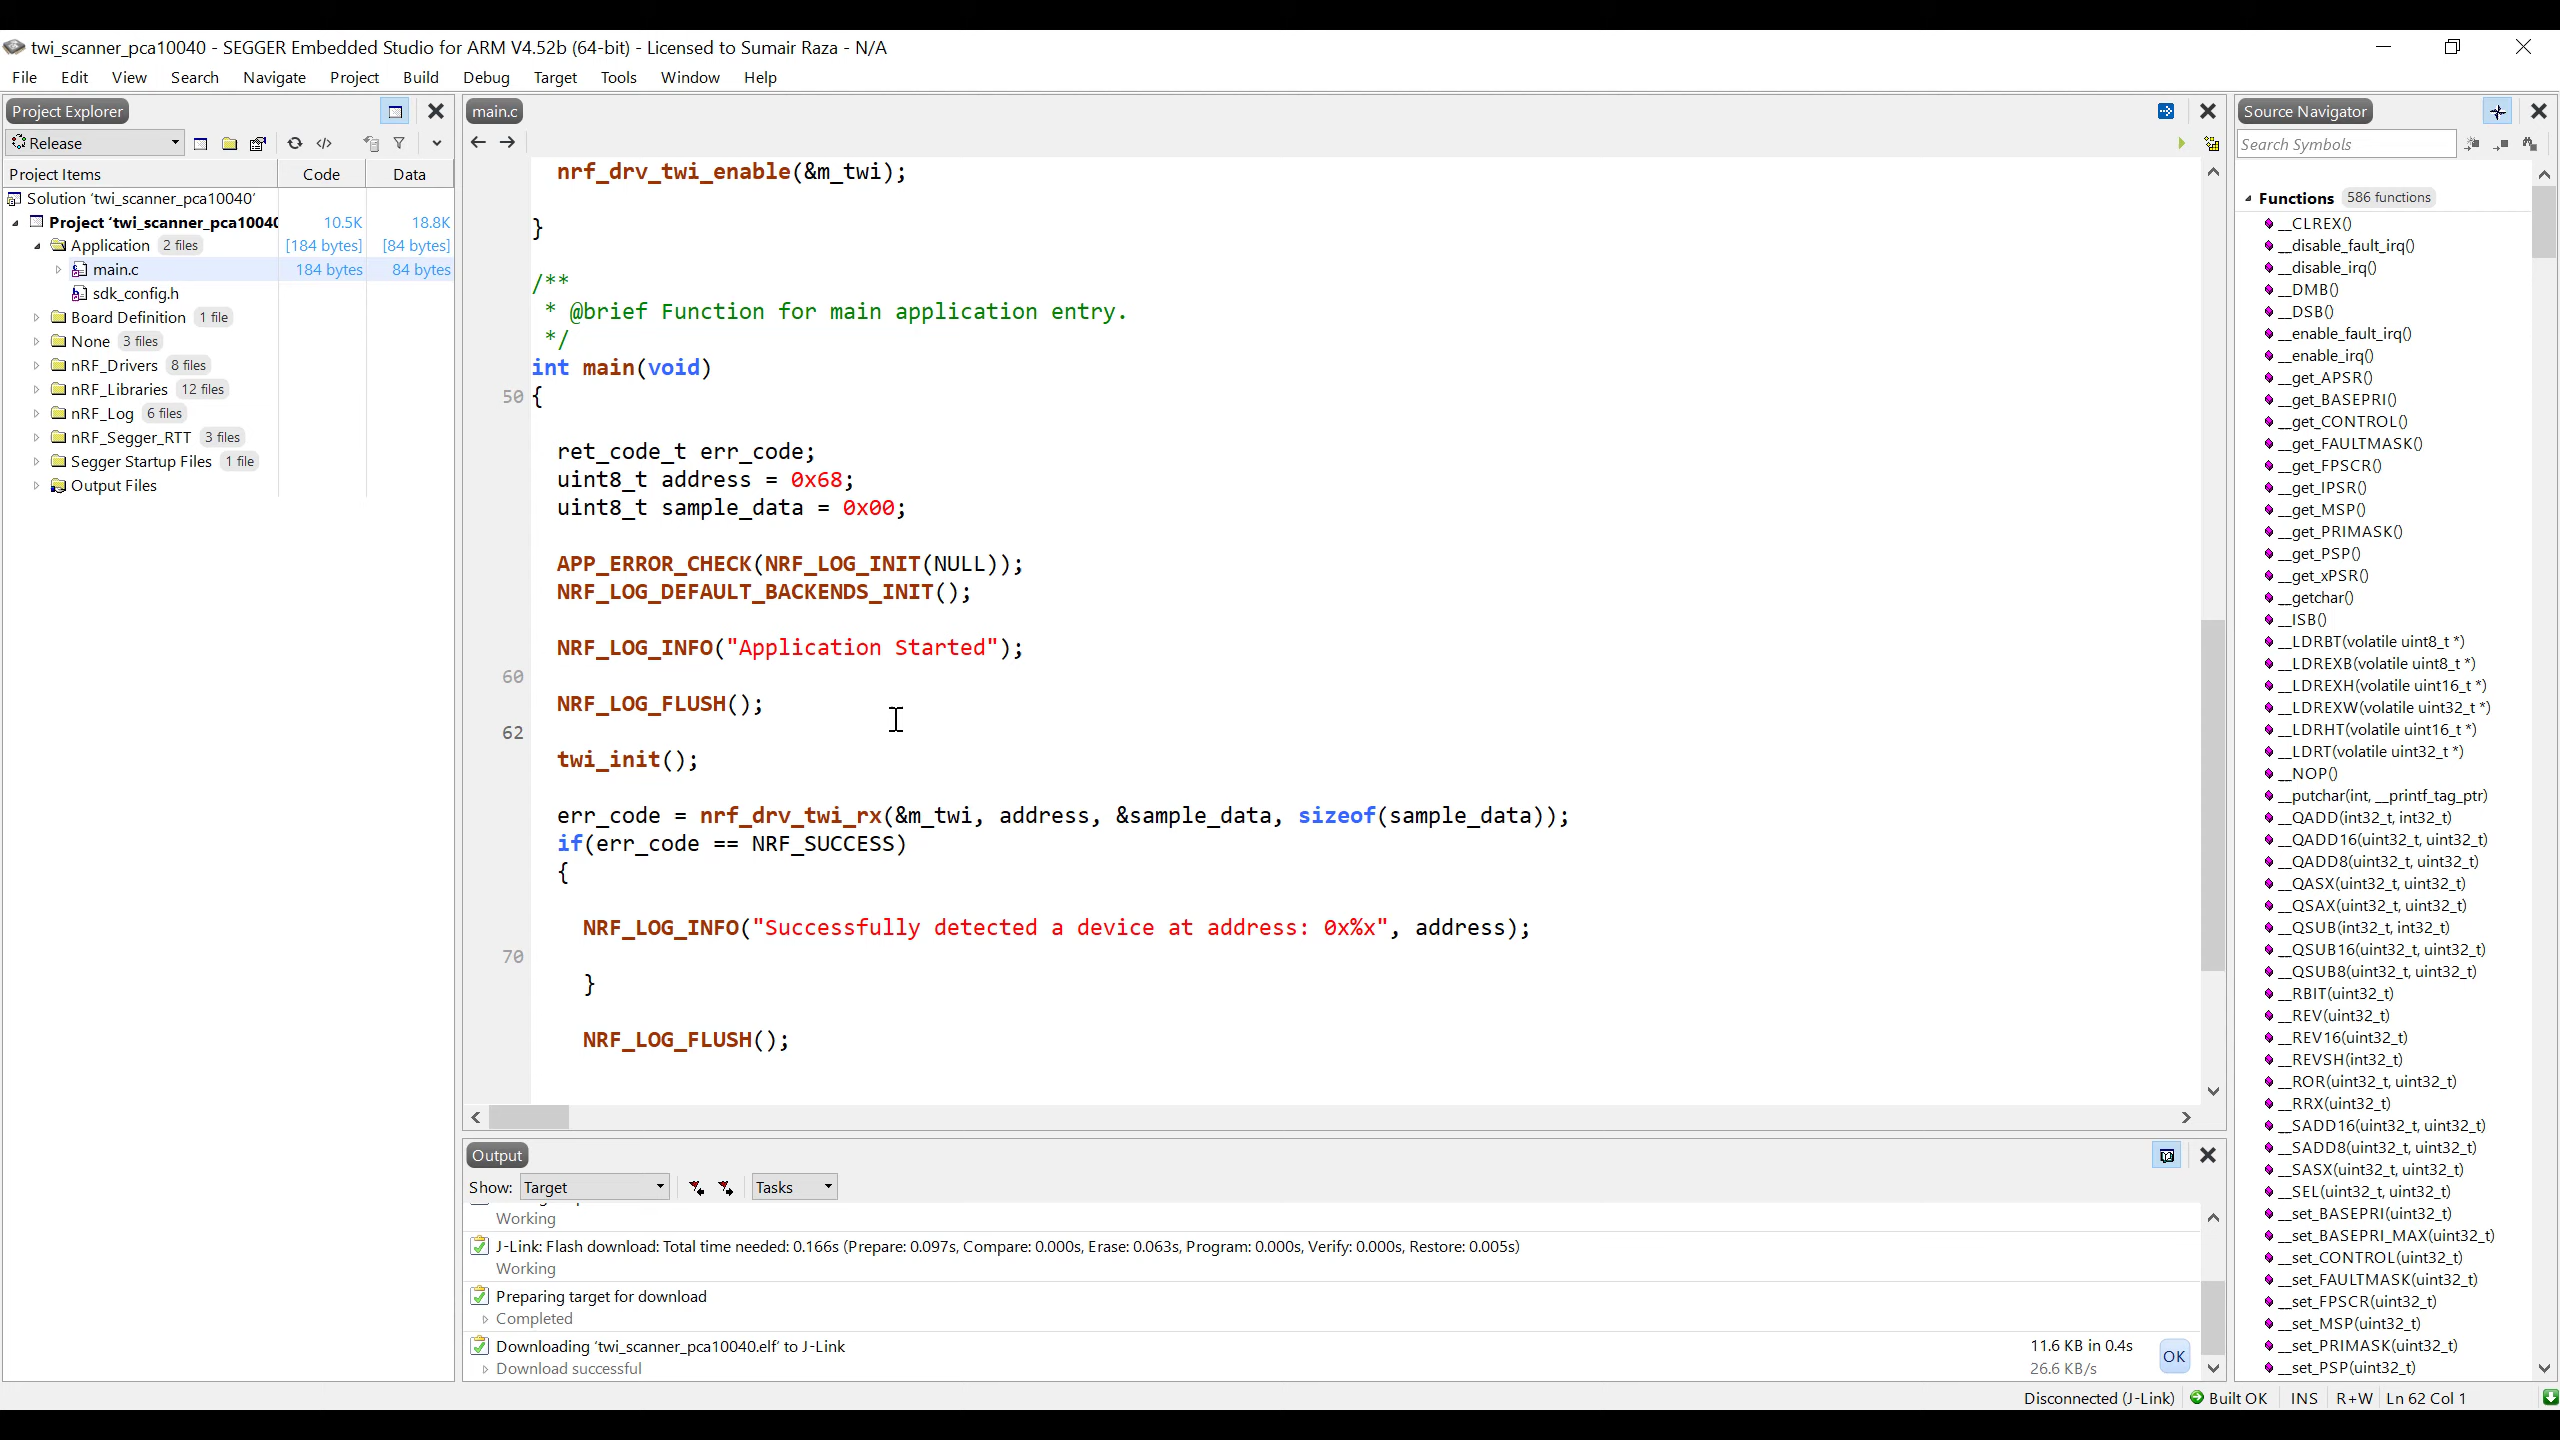 twi_scanner_pca10040 - SEGGER Embedded Studio for ARM V4.52b (64-bit) - Licensed to Sumair Raza - N/A
File Edit View Search Navigate Project Build Debug Target Tools Window Help
Project Explorer
Release
Project Items Code Data
Solution 'twi_scanner_pca10040'
Project 'twi_scanner_pca10040 10.5K 18.8K
Application 2 files [184 bytes] [84 bytes]
main.c 184 bytes 84 bytes
sdk_config.h
Board Definition 1 file
None 3 files
nRF_Drivers 8 files
nRF_Libraries 12 files
nRF_Log 6 files
nRF_Segger_RTT 3 files
Segger Startup Files 1 file
Output Files
main.c
nrf_drv_twi_enable(&m_twi);
}
/**
* @brief Function for main application entry.
*/
int main(void)
50 {
ret_code_t err_code;
uint8_t address = 0x68;
uint8_t sample_data = 0x00;
APP_ERROR_CHECK(NRF_LOG_INIT(NULL));
NRF_LOG_DEFAULT_BACKENDS_INIT();
NRF_LOG_INFO("Application Started");
60
NRF_LOG_FLUSH();
62
twi_init();
err_code = nrf_drv_twi_rx(&m_twi, address, &sample_data, sizeof(sample_data));
if(err_code == NRF_SUCCESS)
{
NRF_LOG_INFO("Successfully detected a device at address: 0x%x", address);
70
}
NRF_LOG_FLUSH();
Output
Show: Target Tasks
Working
J-Link: Flash download: Total time needed: 0.166s (Prepare: 0.097s, Compare: 0.000s, Erase: 0.063s, Program: 0.000s, Verify: 0.000s, Restore: 0.005s)
Working
Preparing target for download
Completed
Downloading 'twi_scanner_pca10040.elf' to J-Link 11.6 KB in 0.4s OK
Download successful 26.6 KB/s
Source Navigator
Search Symbols
Functions 586 functions
__CLREX()
__disable_fault_irq()
__disable_irq()
__DMB()
__DSB()
__enable_fault_irq()
__enable_irq()
__get_APSR()
__get_BASEPRI()
__get_CONTROL()
__get_FAULTMASK()
__get_FPSCR()
__get_IPSR()
__get_MSP()
__get_PRIMASK()
__get_PSP()
__get_xPSR()
__getchar()
__ISB()
__LDRBT(volatile uint8_t *)
__LDREXB(volatile uint8_t *)
__LDREXH(volatile uint16_t *)
__LDREXW(volatile uint32_t *)
__LDRHT(volatile uint16_t *)
__LDRT(volatile uint32_t *)
__NOP()
__putchar(int, __printf_tag_ptr)
__QADD(int32_t, int32_t)
__QADD16(uint32_t, uint32_t)
__QADD8(uint32_t, uint32_t)
__QASX(uint32_t, uint32_t)
__QSAX(uint32_t, uint32_t)
__QSUB(int32_t, int32_t)
__QSUB16(uint32_t, uint32_t)
__QSUB8(uint32_t, uint32_t)
__RBIT(uint32_t)
__REV(uint32_t)
__REV16(uint32_t)
__REVSH(int32_t)
__ROR(uint32_t, uint32_t)
__RRX(uint32_t)
__SADD16(uint32_t, uint32_t)
__SADD8(uint32_t, uint32_t)
__SASX(uint32_t, uint32_t)
__SEL(uint32_t, uint32_t)
__set_BASEPRI(uint32_t)
__set_BASEPRI_MAX(uint32_t)
__set_CONTROL(uint32_t)
__set_FAULTMASK(uint32_t)
__set_FPSCR(uint32_t)
__set_MSP(uint32_t)
__set_PRIMASK(uint32_t)
__set_PSP(uint32_t)
Disconnected (J-Link) Built OK INS R+W Ln 62 Col 1